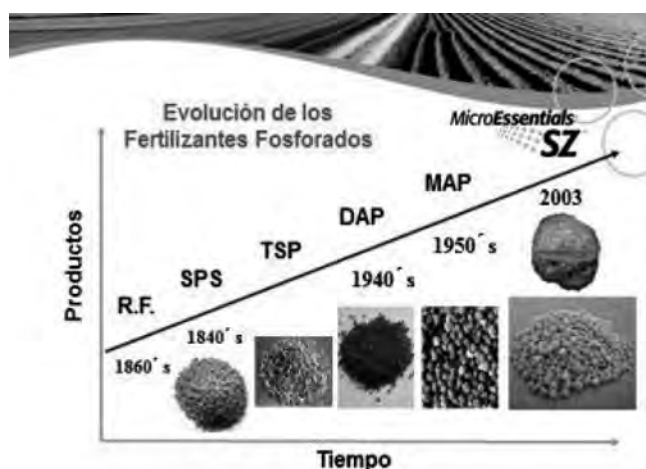 Evolución de los
Fertilizantes Fosforados
MicroEssentials
SZ
MAP
2003
DAP
1950´s
TSP
1940´s
SPS
R.F.
1840´s
1860´s
Productos
Tiempo